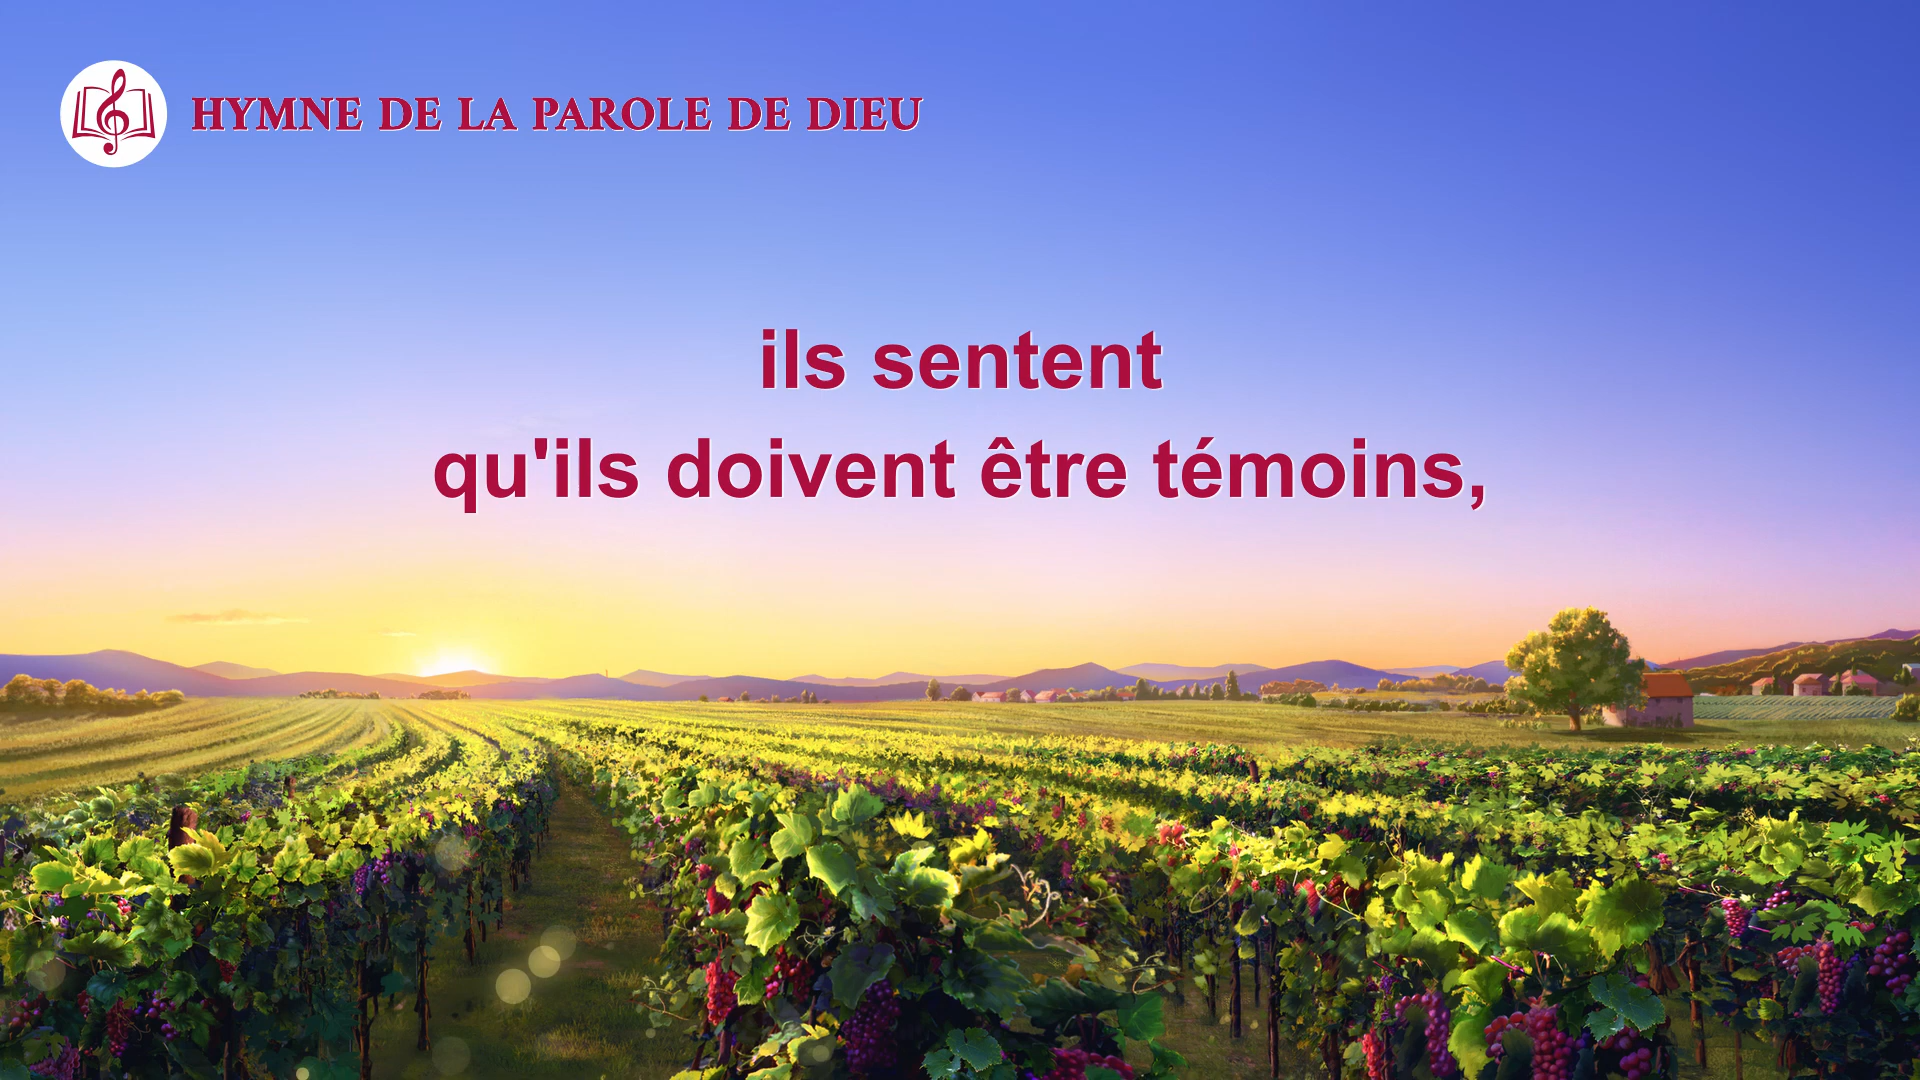 HYMNE DE LA PAROLE DE DIEU
ils sentent
qu'ils doivent être témoins,